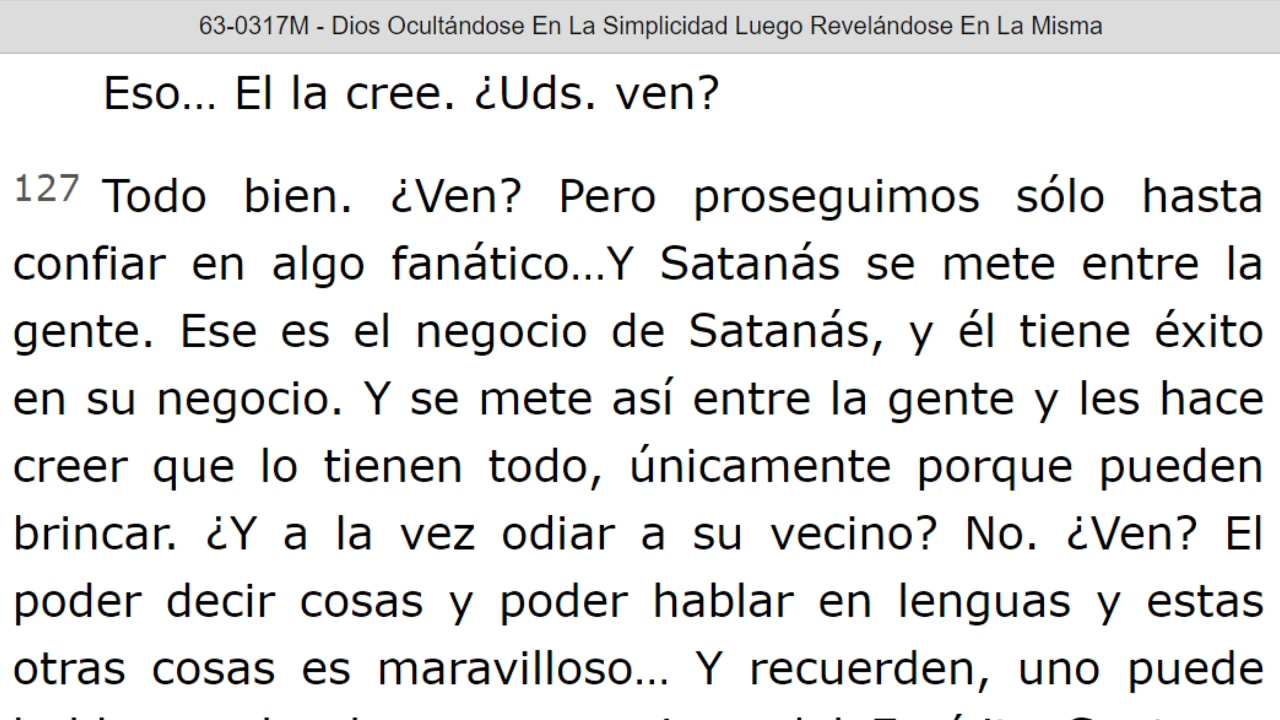 63-0317M - Dios Ocultándose En La Simplicidad Luego Revelándose En La Misma
Eso... El la cree. ¿Uds. ven?
127 Todo bien. ¿Ven? Pero proseguimos sólo hasta
confiar en algo fanático...Y Satanás se mete entre la
gente. Ese es el negocio de Satanás, y él tiene éxito
en su negocio. Y se mete así entre la gente y les hace
creer que lo tienen todo, únicamente porque pueden
brincar. ¿Y a la vez odiar a su vecino? No. ¿Ven? El
poder decir cosas y poder hablar en lenguas y estas
otras cosas es maravilloso... Y recuerden, uno puede